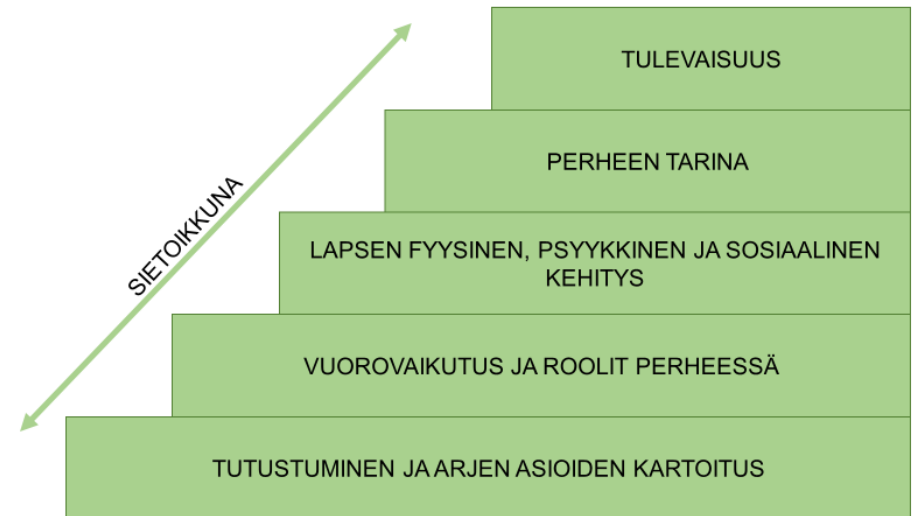 TULEVAISUUS
PERHEEN TARINA
SIETOIKKUNA
LAPSEN FYYSINEN, PSYYKKINEN JA SOSIAALINEN
KEHITYS
VUOROVAIKUTUS JA ROOLIT PERHEESSÄ
TUTUSTUMINEN JA ARJEN ASIOIDEN KARTOITUS